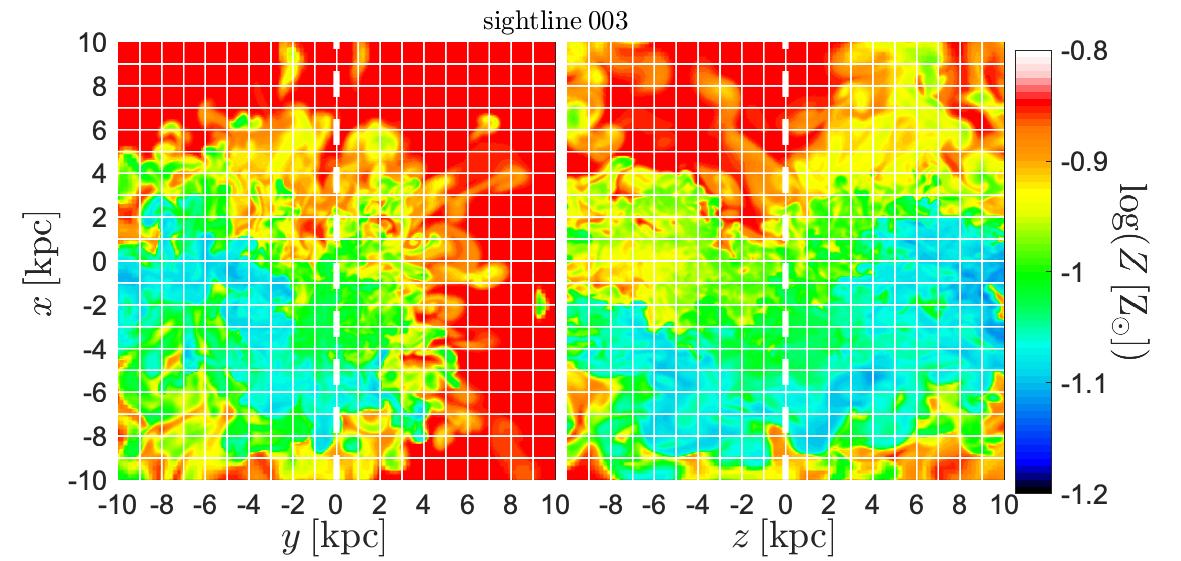 sightline 003
10
8
6
4
2
0
-2
-4
-6
-8
-10
x [kpc]
-10 -8 -6 -4 -2 0 2 4 6 8 10
y [kpc]
-8 -6 -4 -2 0 2 4 6 8 10
z [kpc]
-0.8
-0.9
-1
-1.1
-1.2
log(Z [Z⊙])